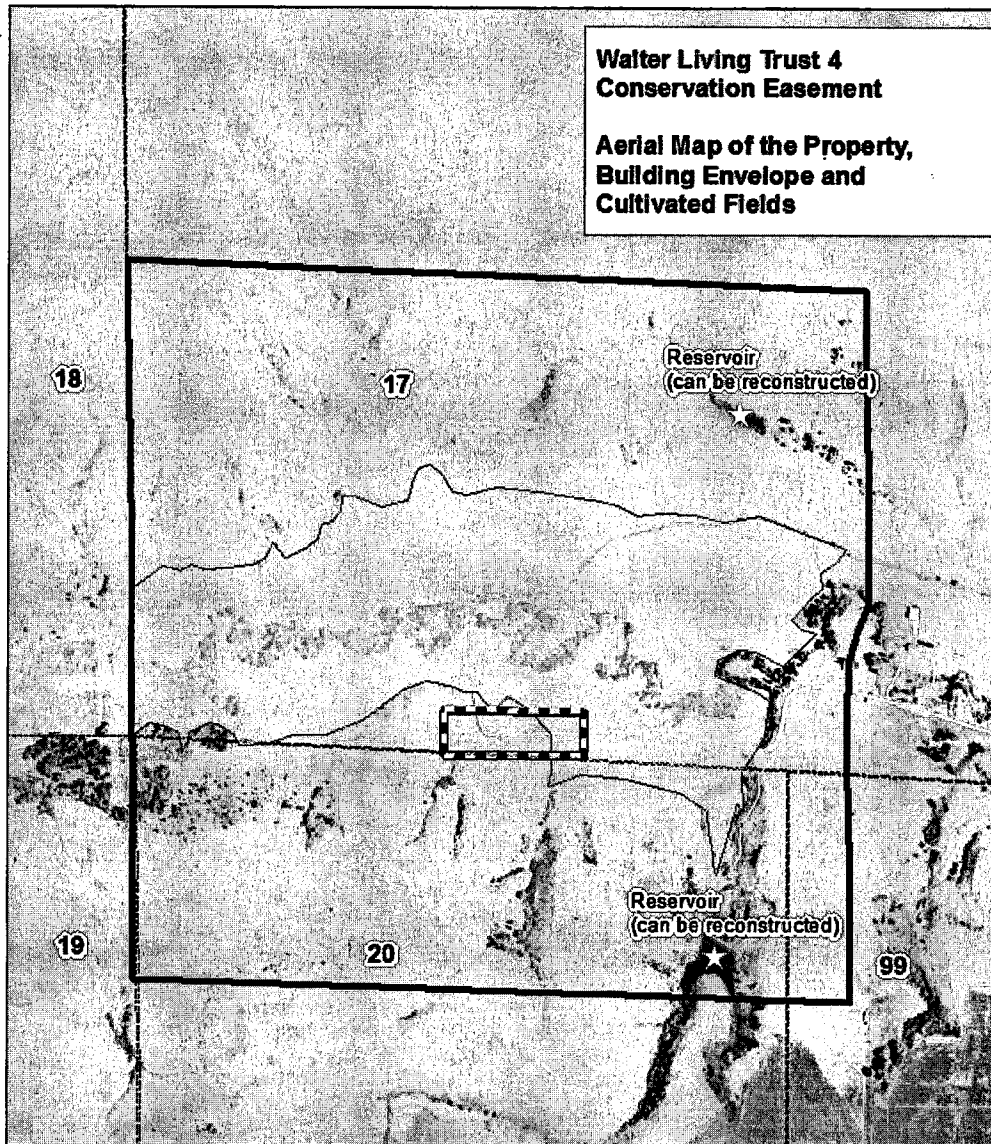 Walter Living Trust 4
Conservation Easement
Aerial Map of the Property,
Building Envelope and
Cultivated Fields
18
17
Reservoir
(can be reconstructed)
Reservoir
(can be reconstructed)
19
20
99